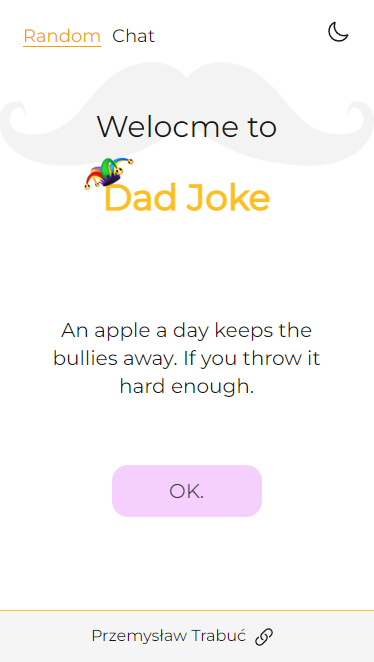 Random Chat
Welocme to
Dad Joke
An apple a day keeps the
bullies away. If you throw it
hard enough.
OK.
Przemysław Trabuć